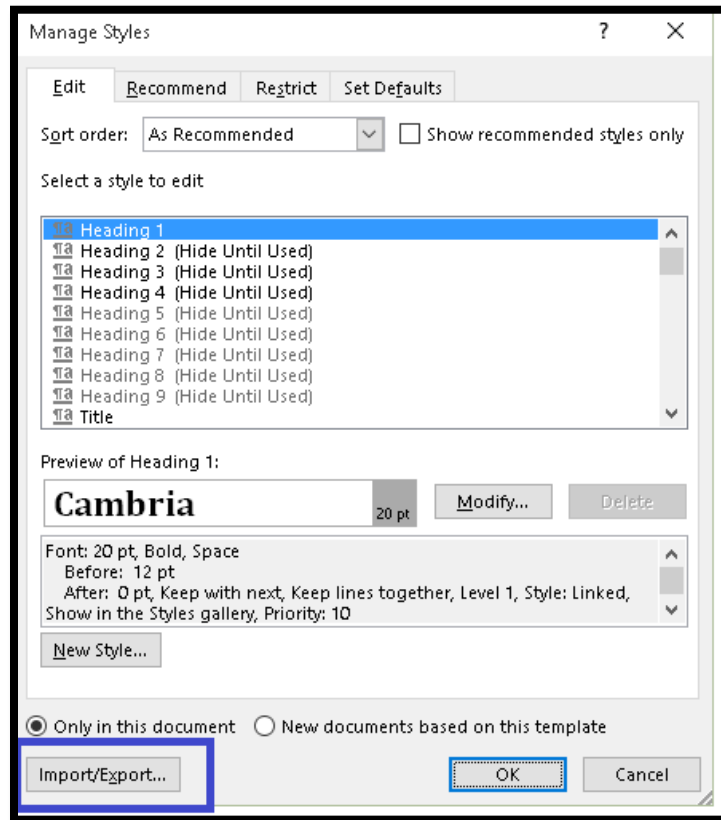 Manage Styles ? ×
Edit Recommend Restrict Set Defaults
Sort order: As Recommended Show recommended styles only
Select a style to edit
¶a Heading 1
¶a Heading 2 (Hide Until Used)
¶a Heading 3 (Hide Until Used)
¶a Heading 4 (Hide Until Used)
¶a Heading 5 (Hide Until Used)
¶a Heading 6 (Hide Until Used)
¶a Heading 7 (Hide Until Used)
¶a Heading 8 (Hide Until Used)
¶a Heading 9 (Hide Until Used)
¶a Title
Preview of Heading 1:
Cambria 20 pt Modify... Delete
Font: 20 pt, Bold, Space
Before: 12 pt
After: 0 pt, Keep with next, Keep lines together, Level 1, Style: Linked,
Show in the Styles gallery, Priority: 10
New Style...
Only in this document New documents based on this template
Import/Export... OK Cancel